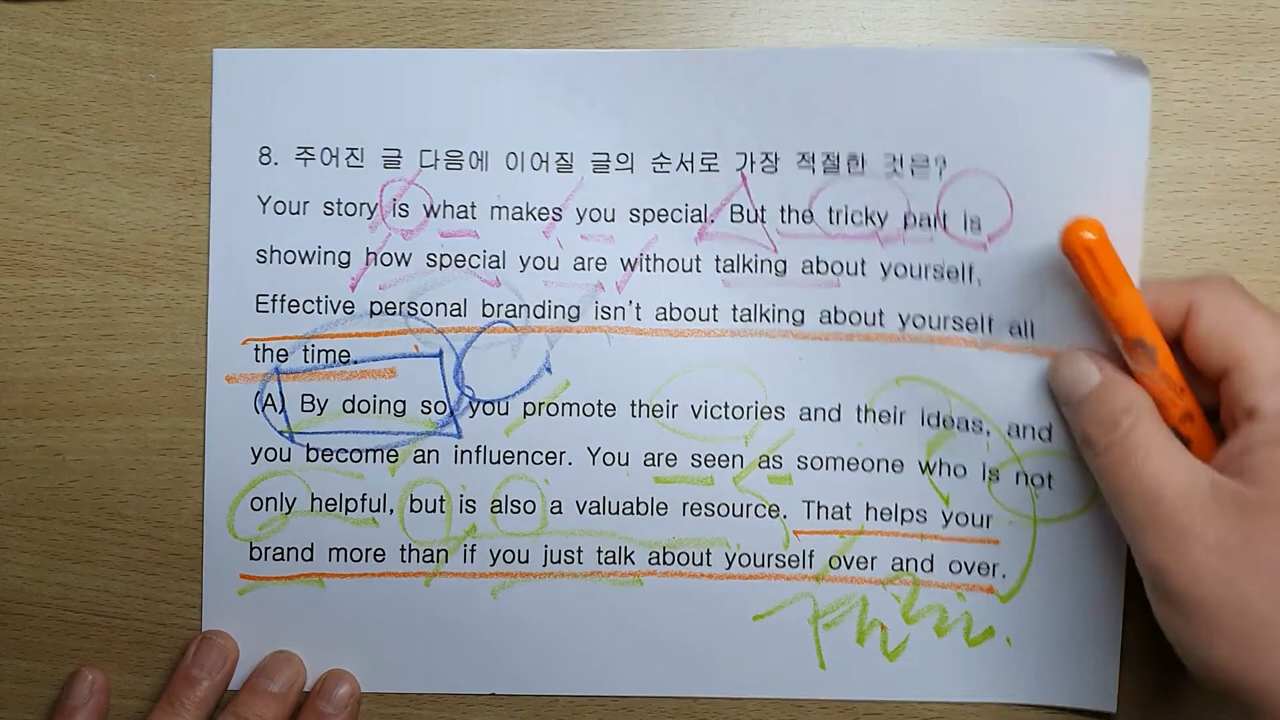 8. 주어진 글 다음에 이어질 글의 순서로 가장 적절한 것은?
Your story is what makes you special. But the tricky part is
showing how special you are without talking about yourself.
Effective personal branding isn't about talking about yourself all
the time.
(A) By doing so, you promote their victories and their ideas, and
you become an influencer. You are seen as someone who is not
only helpful, but is also a valuable resource. That helps your
brand more than if you just talk about yourself over and over.